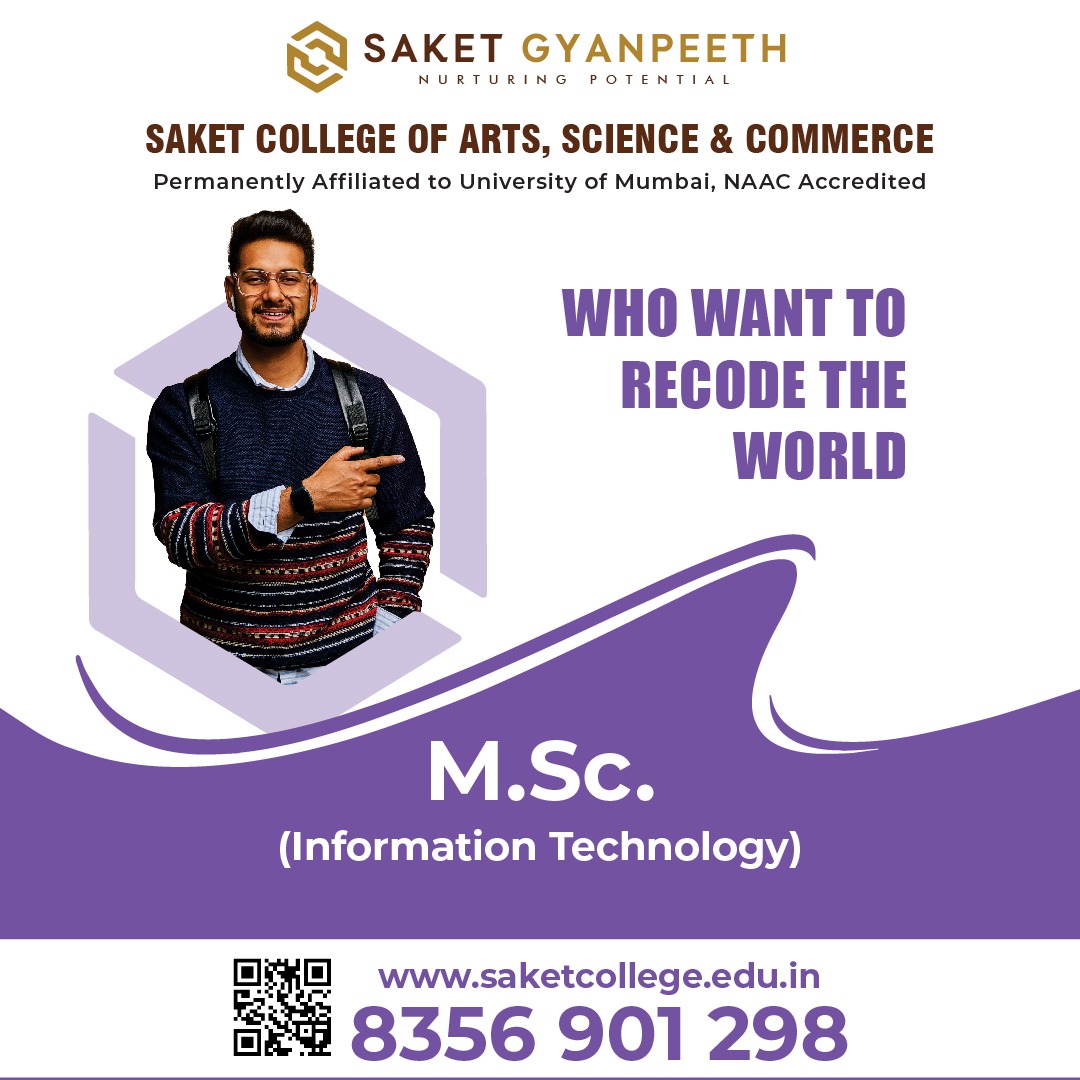 SAKET GYANPEETH
NURTURING POTENTIAL
SAKET COLLEGE OF ARTS, SCIENCE & COMMERCE
Permanently Affiliated to University of Mumbai, NAAC Accredited
WHO WANT TO
RECODE THE
WORLD
M.Sc.
(Information Technology)
www.saketcollege.edu.in
8356 901 298